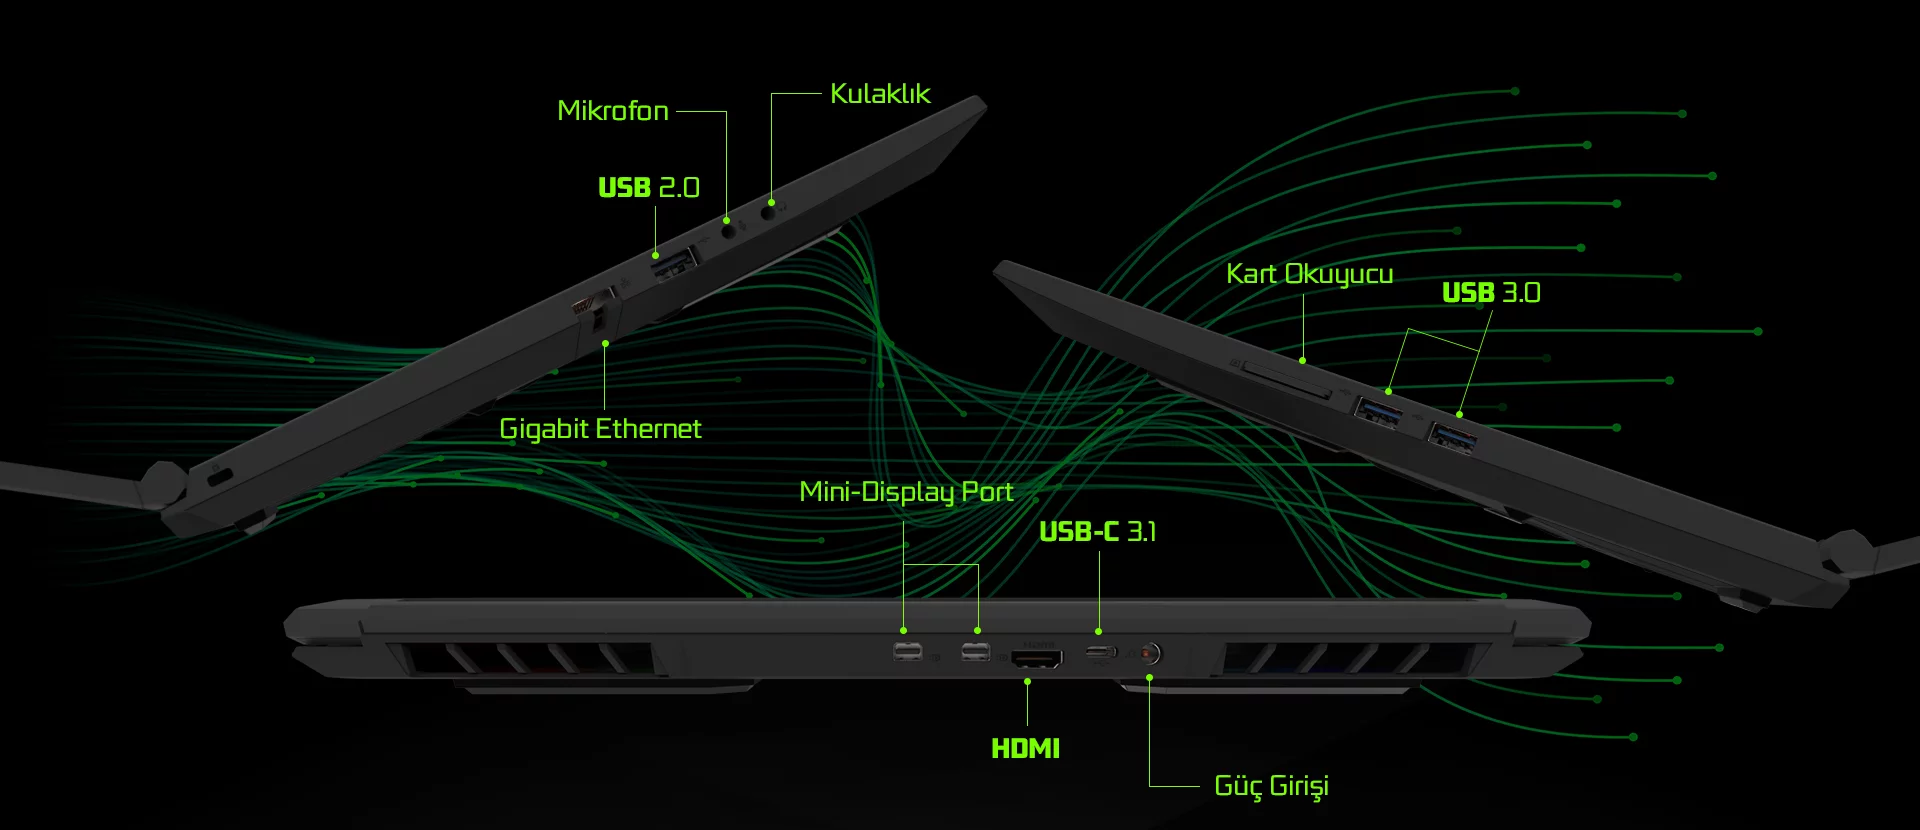 Kulaklık
Mikrofon
USB 2.0
Gigabit Ethernet
Kart Okuyucu
USB 3.0
Mini-Display Port
USB-C 3.1
HDMI
Güç Girişi